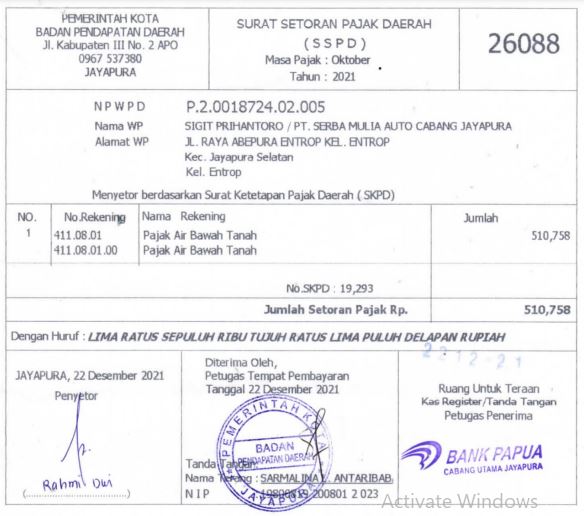 PEMERINTAH KOTA
BADAN PENDAPATAN DAERAH
Jl. Kabupaten III No. 2 APO
0967 537380
JAYAPURA
SURAT SETORAN PAJAK DAERAH
( S S P D )
Masa Pajak : Oktober
Tahun : 2021
26088
N P W P D P.2.0018724.02.005
Nama WP SIGIT PRIHANTORO / PT. SERBA MULIA AUTO CABANG JAYAPURA
Alamat WP JL. RAYA ABEPURA ENTROP KEL. ENTROP
Kec. Jayapura Selatan
Kel. Entrop
Menyetor berdasarkan Surat Ketetapan Pajak Daerah ( SKPD)
NO. No.Rekening Nama Rekening Jumlah
1 411.08.01 Pajak Air Bawah Tanah 510,758
411.08.01.00 Pajak Air Bawah Tanah
No.SKPD : 19,293
Jumlah Setoran Pajak Rp. 510,758
Dengan Huruf : LIMA RATUS SEPULUH RIBU TUJUH RATUS LIMA PULUH DELAPAN RUPIAH
2212-21
JAYAPURA, 22 Desember 2021
Penyetor
Rahmi Dwi
(........................)
Diterima Oleh,
Petugas Tempat Pembayaran
Tanggal 22 Desember 2021
PEMERINTAH KOTA
BADAN
PENDAPATAN DAERAH
JAYAPURA
Tanda Tangan
Nama Terang : SARMALINA ANTARIBAB
N I P 200801 2 023
Ruang Untuk Teraan
Kas Register/Tanda Tangan
Petugas Penerima
BANK PAPUA
CABANG UTAMA JAYAPURA
Activate Windows